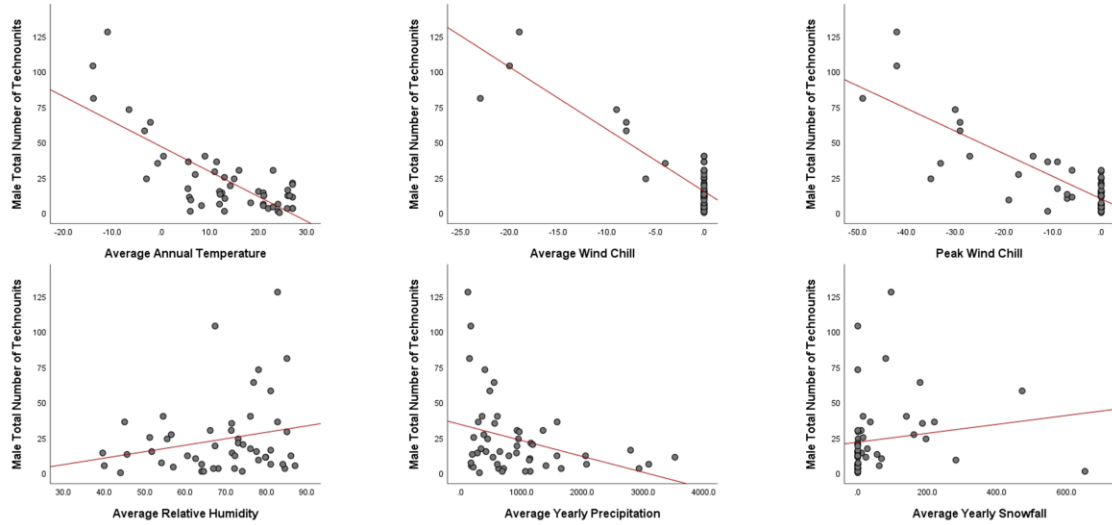 Male Total Number of Technounits
125
100
75
50
25
0
-20.0 -10.0 .0 10.0 20.0 30.0
Average Annual Temperature
Male Total Number of Technounits
125
100
75
50
25
0
-25.0 -20.0 -15.0 -10.0 -5.0 .0
Average Wind Chill
Male Total Number of Technounits
125
100
75
50
25
0
-50.0 -40.0 -30.0 -20.0 -10.0 .0
Peak Wind Chill
Male Total Number of Technounits
125
100
75
50
25
0
30.0 40.0 50.0 60.0 70.0 80.0 90.0
Average Relative Humidity
Male Total Number of Technounits
125
100
75
50
25
0
0 1000.0 2000.0 3000.0 4000.0
Average Yearly Precipitation
Male Total Number of Technounits
125
100
75
50
25
0
.0 200.0 400.0 600.0
Average Yearly Snowfall